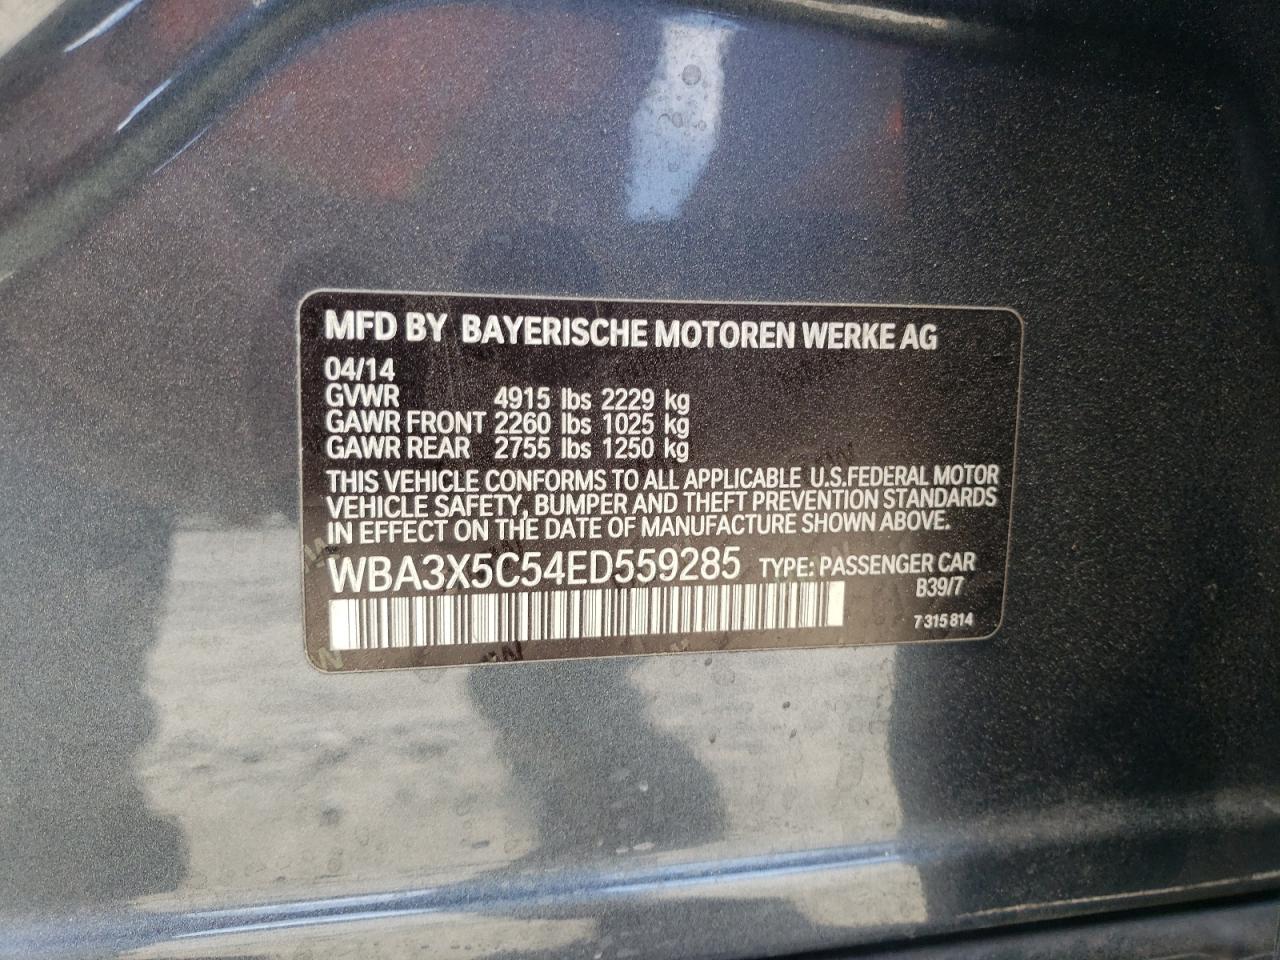 MFD BY BAYERISCHE MOTOREN WERKE AG
04/14
GVWR 4915 lbs 2229 kg
GAWR FRONT 2260 lbs 1025 kg
GAWR REAR 2755 lbs 1250 kg
THIS VEHICLE CONFORMS TO ALL APPLICABLE U.S.FEDERAL MOTOR
VEHICLE SAFETY, BUMPER AND THEFT PREVENTION STANDARDS
IN EFFECT ON THE DATE OF MANUFACTURE SHOWN ABOVE.
WBA3X5C54ED559285 TYPE: PASSENGER CAR
B39/7
7 315 814